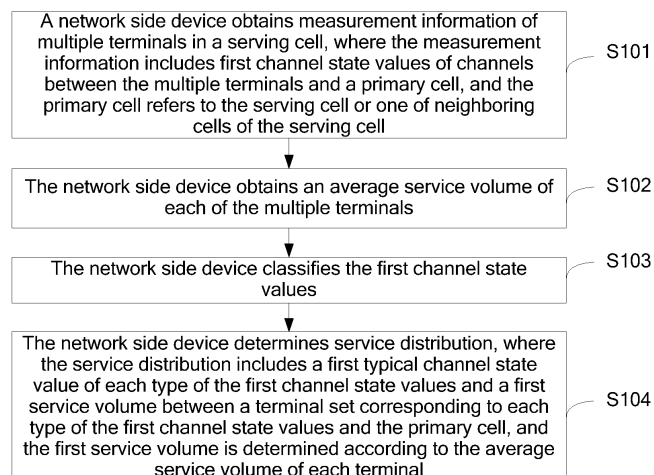 A network side device obtains measurement information of
multiple terminals in a serving cell, where the measurement
information includes first channel state values of channels
between the multiple terminals and a primary cell, and the
primary cell refers to the serving cell or one of neighboring
cells of the serving cell
S101
The network side device obtains an average service volume of
each of the multiple terminals
S102
The network side device classifies the first channel state
values
S103
The network side device determines service distribution, where
the service distribution includes a first typical channel state
value of each type of the first channel state values and a first
service volume between a terminal set corresponding to each
type of the first channel state values and the primary cell, and
the first service volume is determined according to the average
service volume of each terminal
S104